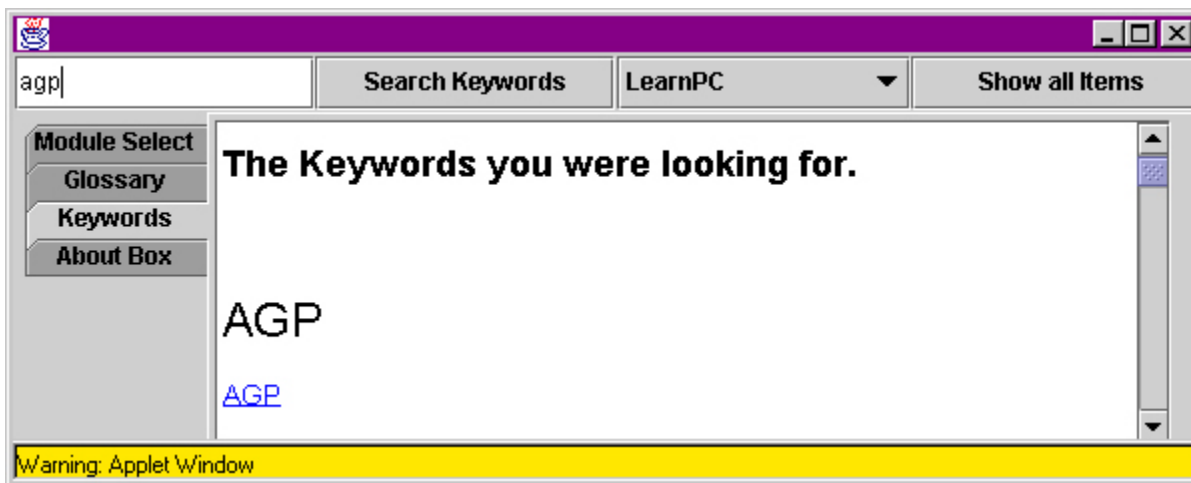 agp Search Keywords LearnPC Show all Items
Module Select
Glossary
Keywords
About Box
The Keywords you were looking for.
AGP
AGP
Warning: Applet Window